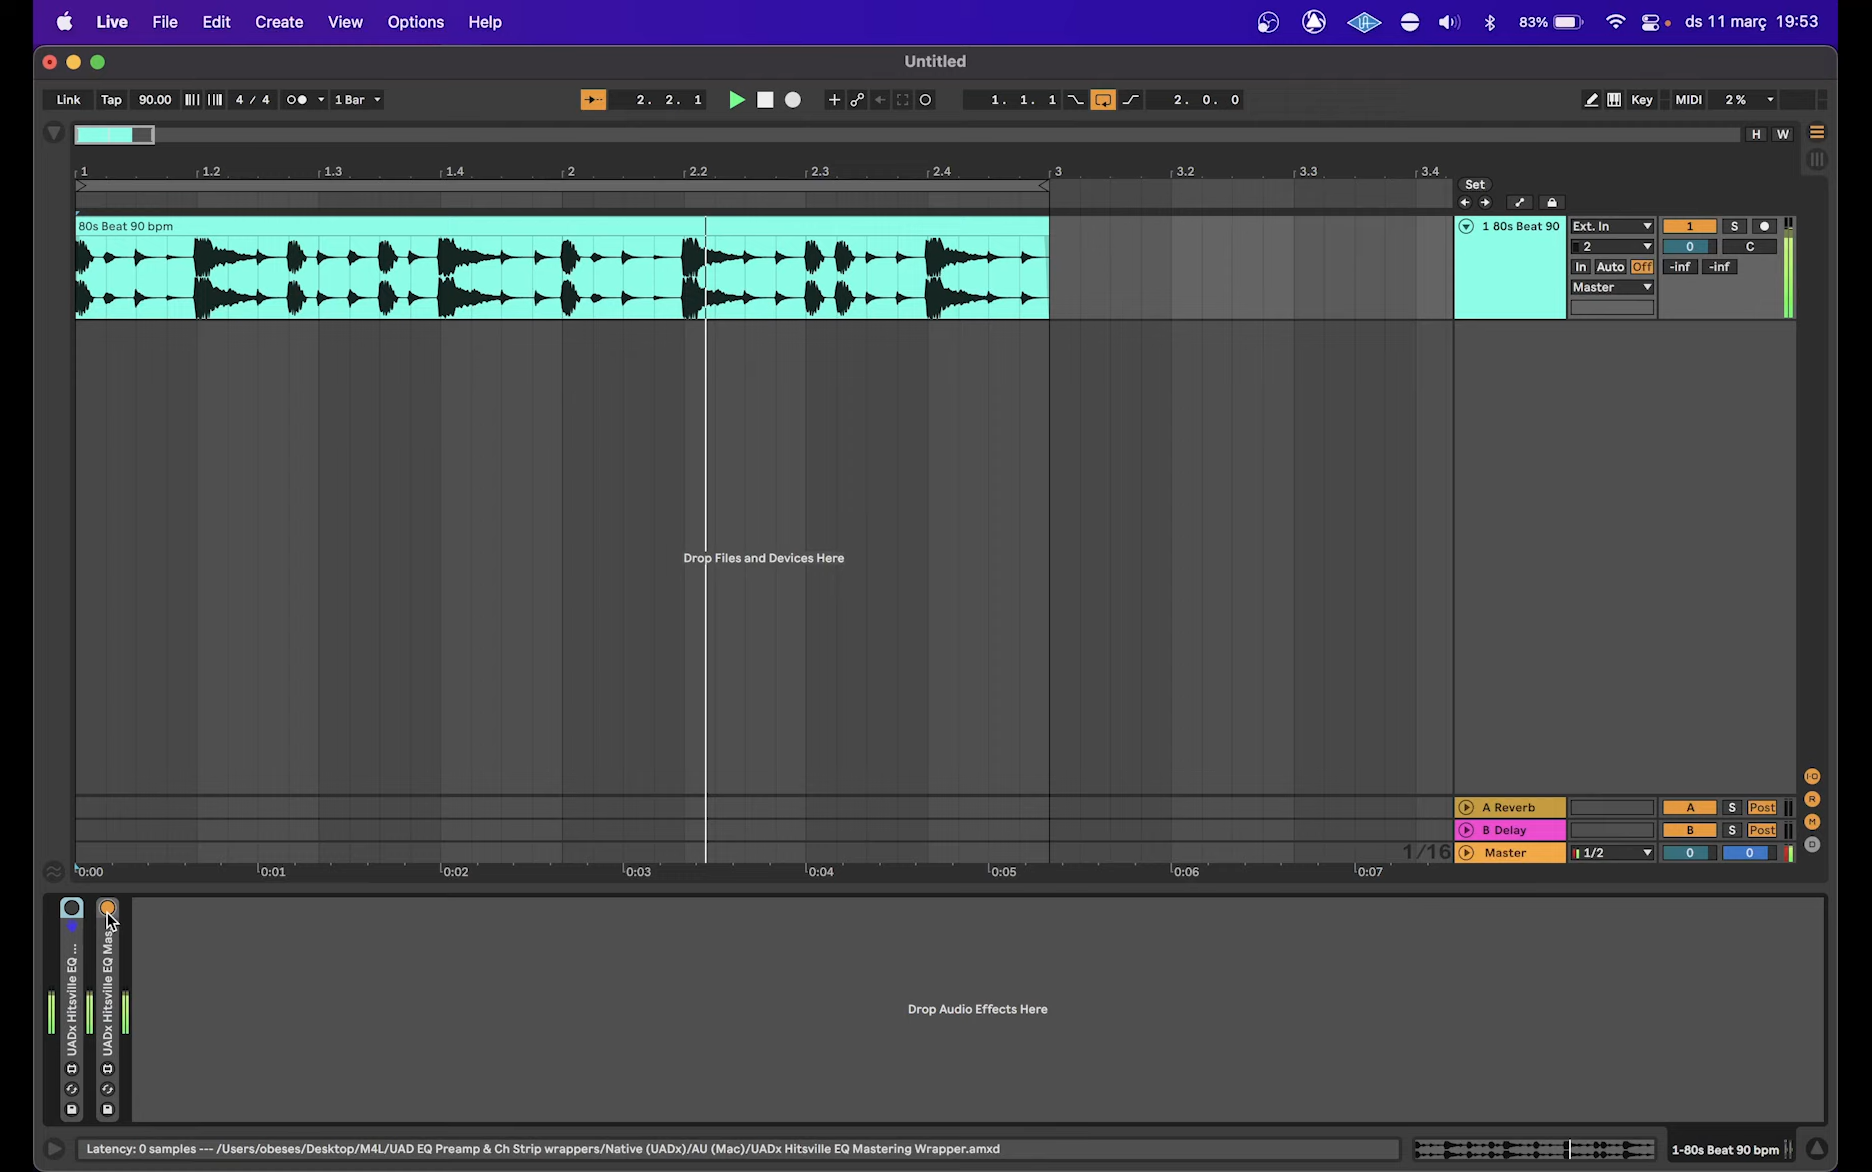 Live File Edit Create View Options Help 83% ds 11 març 19:53
Untitled
Link Tap 90.00 4 / 4 1 Bar 2. 2. 1 1. 1. 1 2. 0. 0 Key MIDI 2 %
H W
1 1.2 1.3 1.4 2 2.2 2.3 2.4 3 3.2 3.3 3.4
Set
80s Beat 90 bpm
1 80s Beat 90 Ext. In 1 S
2 0 C
In Auto Off -inf -inf
Master
Drop Files and Devices Here
A Reverb A S Post
B Delay B S Post
1/16 Master 1/2 0 0
I·O
R
M
D
0:00 0:01 0:02 0:03 0:04 0:05 0:06 0:07
UADx Hitsville EQ ...
UADx Hitsville EQ Mas
Drop Audio Effects Here
Latency: 0 samples --- /Users/obeses/Desktop/M4L/UAD EQ Preamp & Ch Strip wrappers/Native (UADx)/AU (Mac)/UADx Hitsville EQ Mastering Wrapper.amxd
1-80s Beat 90 bpm